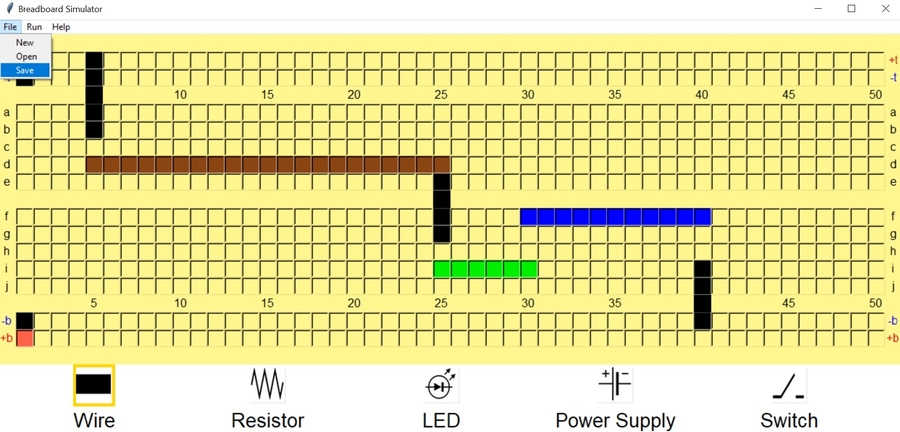 Breadboard Simulator
File Run Help
New
Open
Save
+t +t
-t -t
10 15 20 25 30 35 40 45 50
a a
b b
c c
d d
e e
f f
g g
h h
i i
j j
5 10 15 20 25 30 35 45 50
-b -b
+b +b
+ −
Wire Resistor LED Power Supply Switch